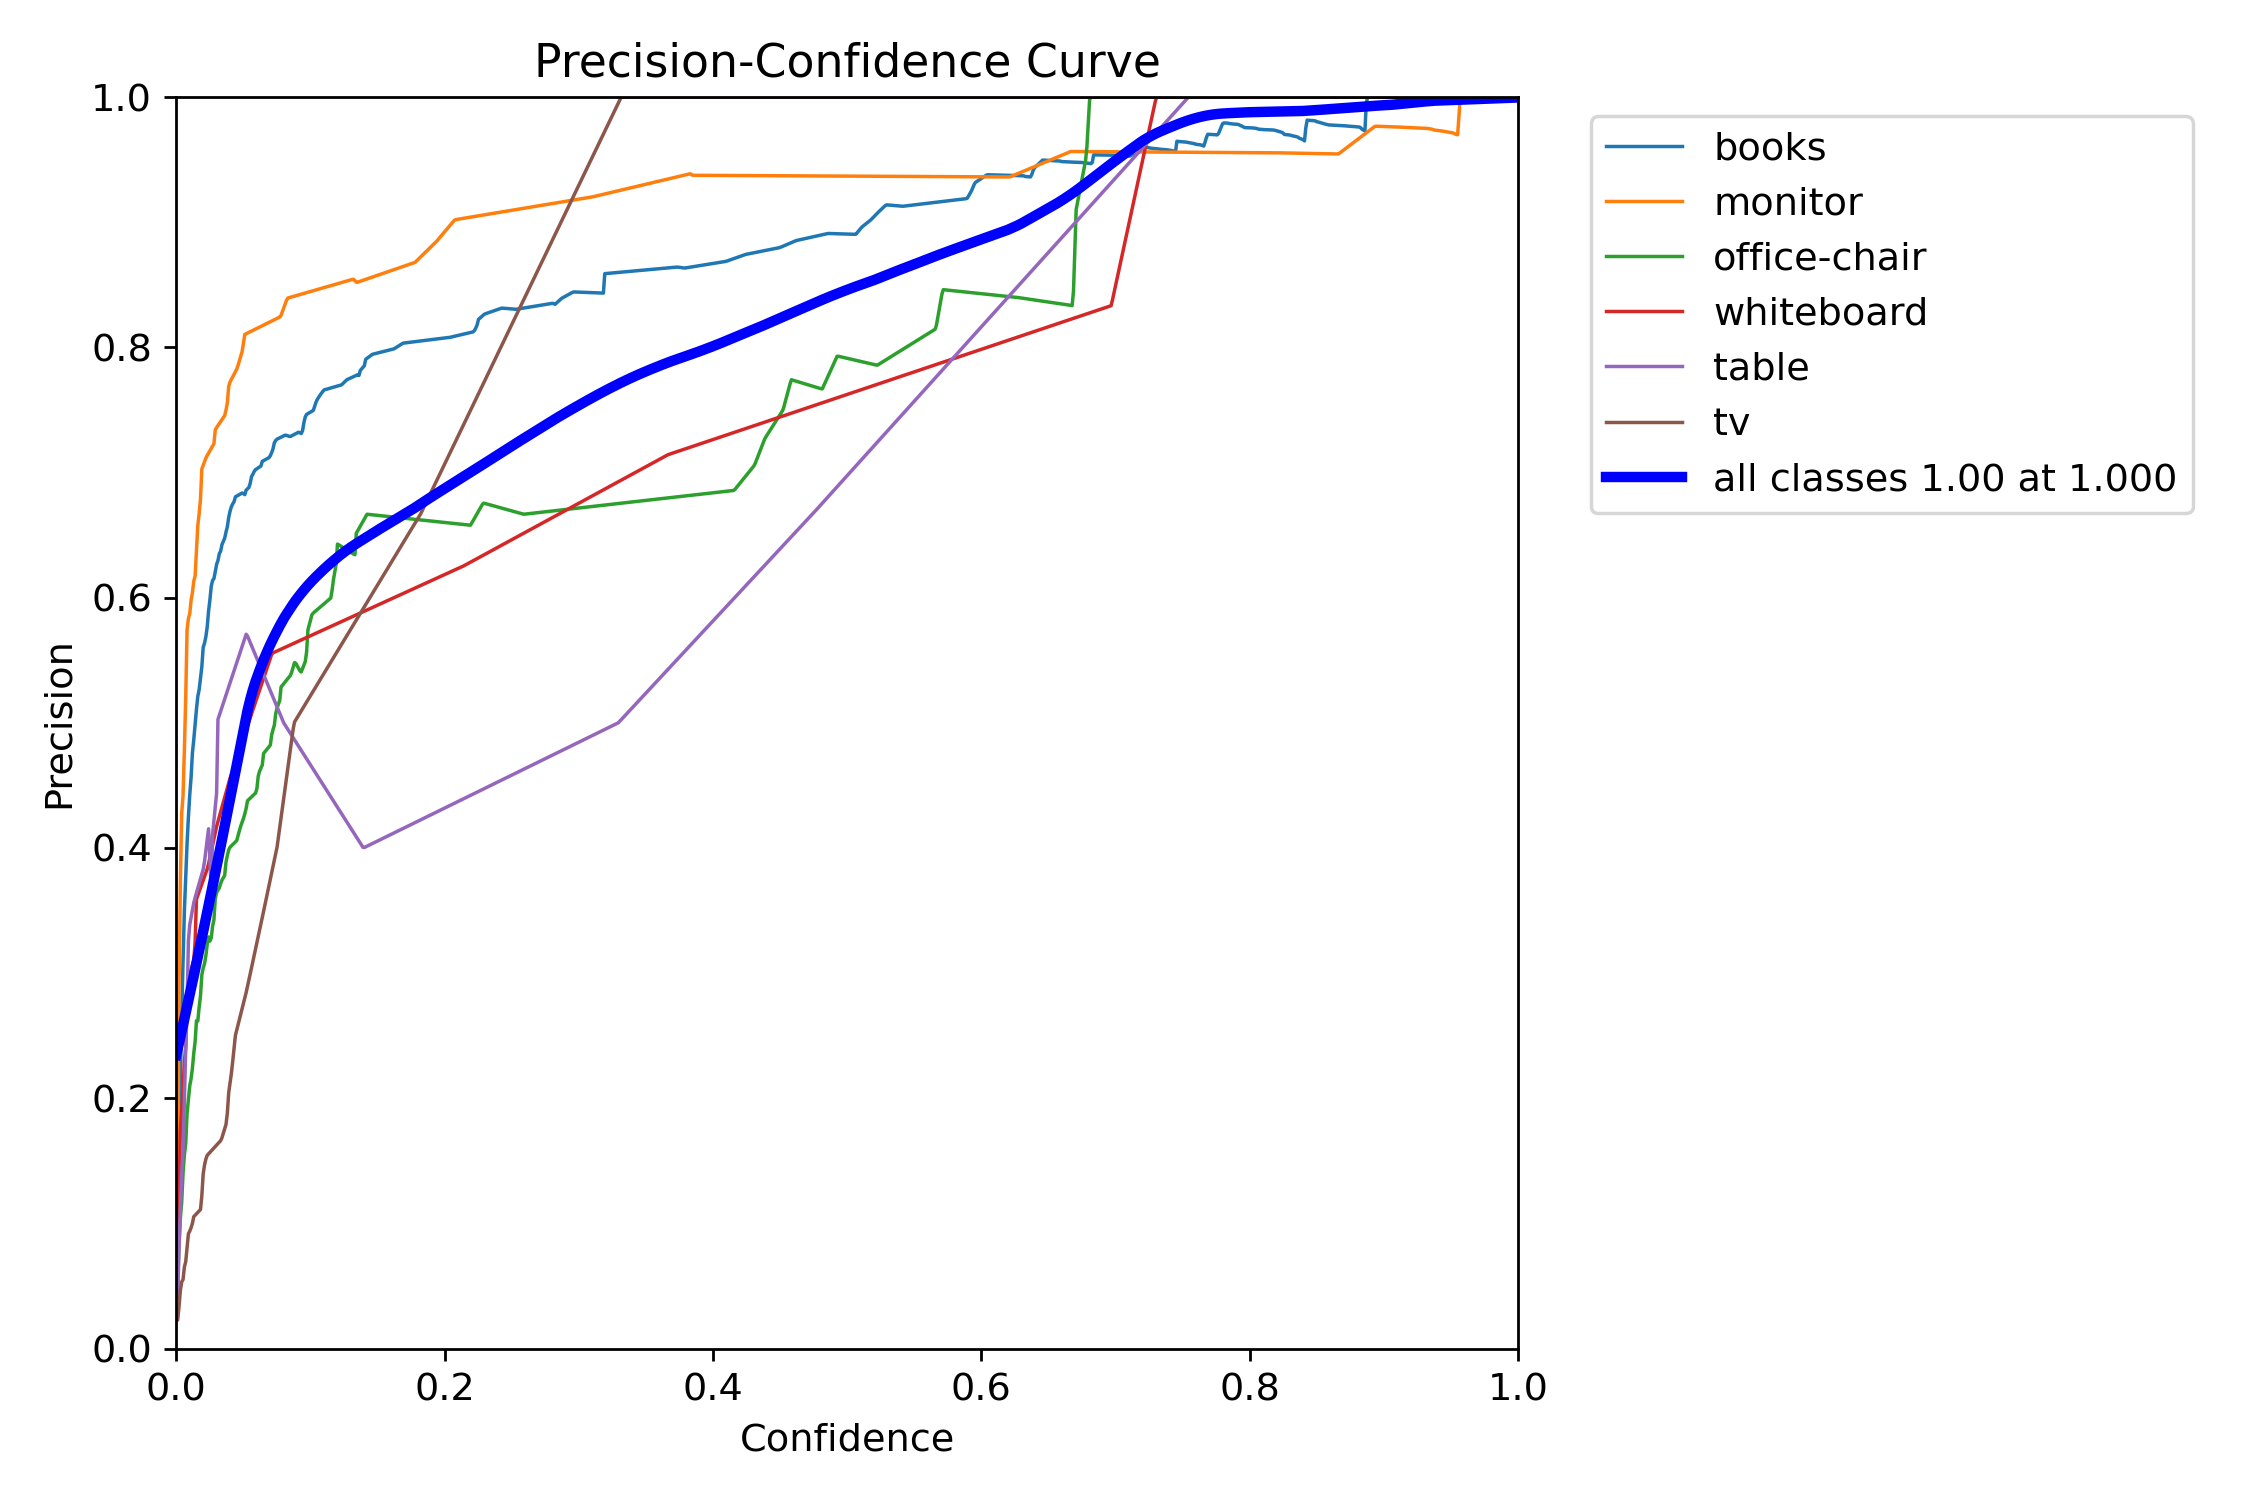 Precision-Confidence Curve
1.0
0.8
0.6
0.4
0.2
0.0
Precision
0.0 0.2 0.4 0.6 0.8 1.0
Confidence
books
monitor
office-chair
whiteboard
table
tv
all classes 1.00 at 1.000